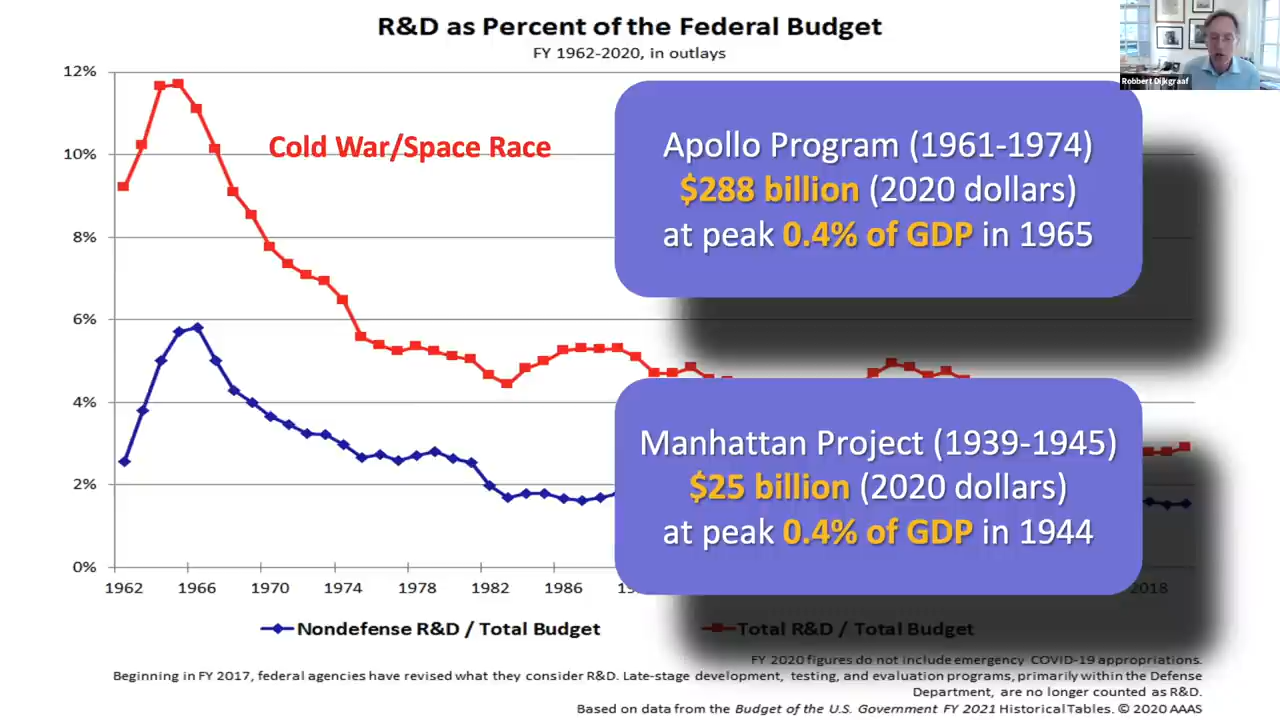 R&D as Percent of the Federal Budget
FY 1962-2020, in outlays
Robbert Dijkgraaf
12%
10%
8%
6%
4%
2%
0%
Cold War/Space Race
Apollo Program (1961-1974)
$288 billion (2020 dollars)
at peak 0.4% of GDP in 1965
Manhattan Project (1939-1945)
$25 billion (2020 dollars)
at peak 0.4% of GDP in 1944
1962 1966 1970 1974 1978 1982 1986 2018
Nondefense R&D / Total Budget Total R&D / Total Budget
FY 2020 figures do not include emergency COVID-19 appropriations.
Beginning in FY 2017, federal agencies have revised what they consider R&D. Late-stage development, testing, and evaluation programs, primarily within the Defense
Department, are no longer counted as R&D.
Based on data from the Budget of the U.S. Government FY 2021 Historical Tables. © 2020 AAAS